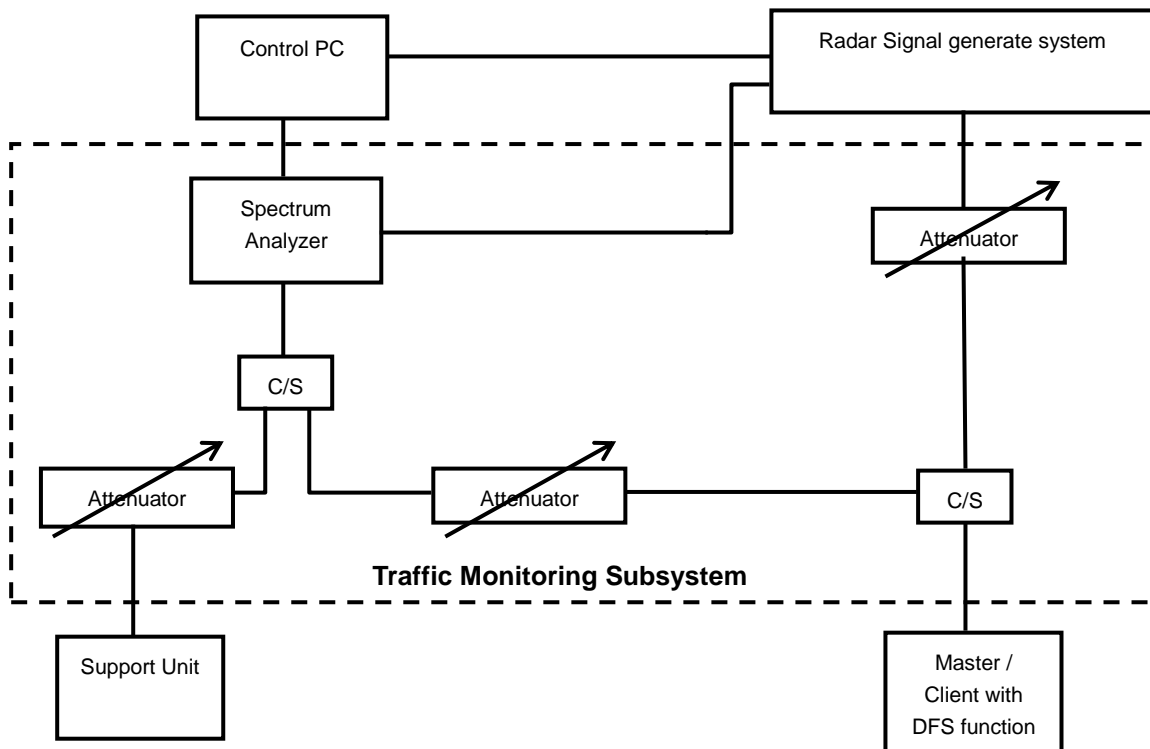 Control PC
Radar Signal generate system
Spectrum
Analyzer
Attenuator
C/S
Attenuator
Attenuator
C/S
Traffic Monitoring Subsystem
Support Unit
Master /
Client with
DFS function